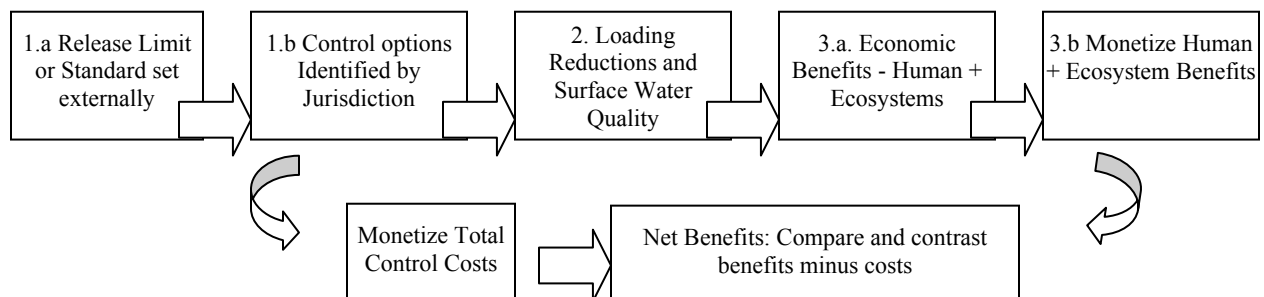 1.a Release Limit
or Standard set
externally
1.b Control options
Identified by
Jurisdiction
2. Loading
Reductions and
Surface Water
Quality
3.a. Economic
Benefits - Human +
Ecosystems
3.b Monetize Human
+ Ecosystem Benefits
Monetize Total
Control Costs
Net Benefits: Compare and contrast
benefits minus costs